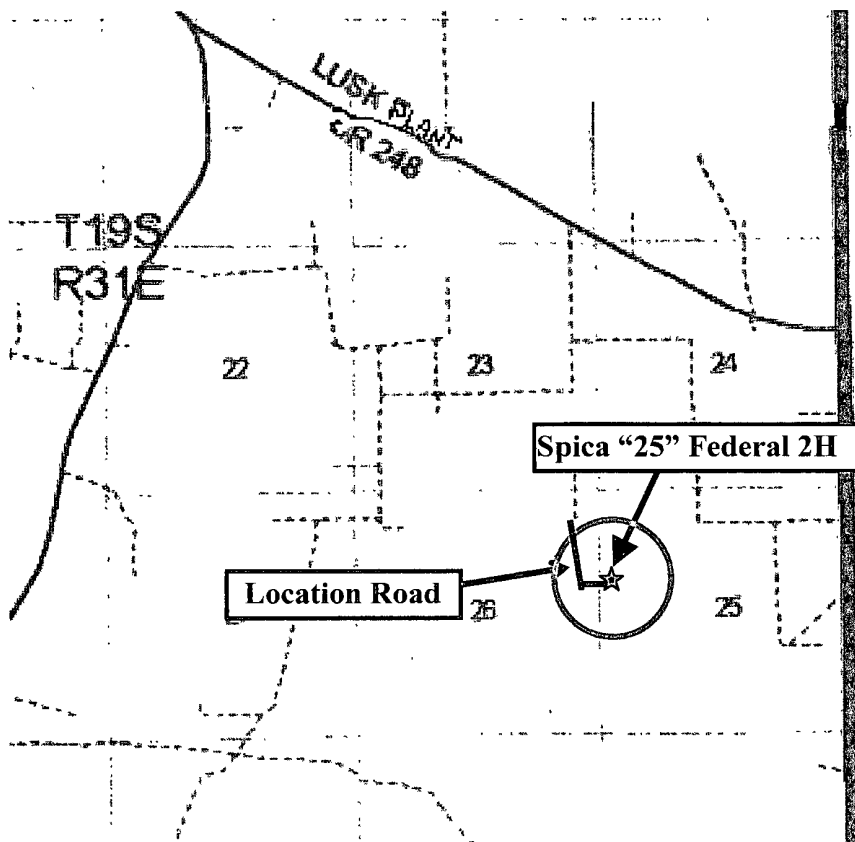 LUSK PLANT
CR 248
T19S
R31E
22
23
24
Spica “25” Federal 2H
Location Road
26
25